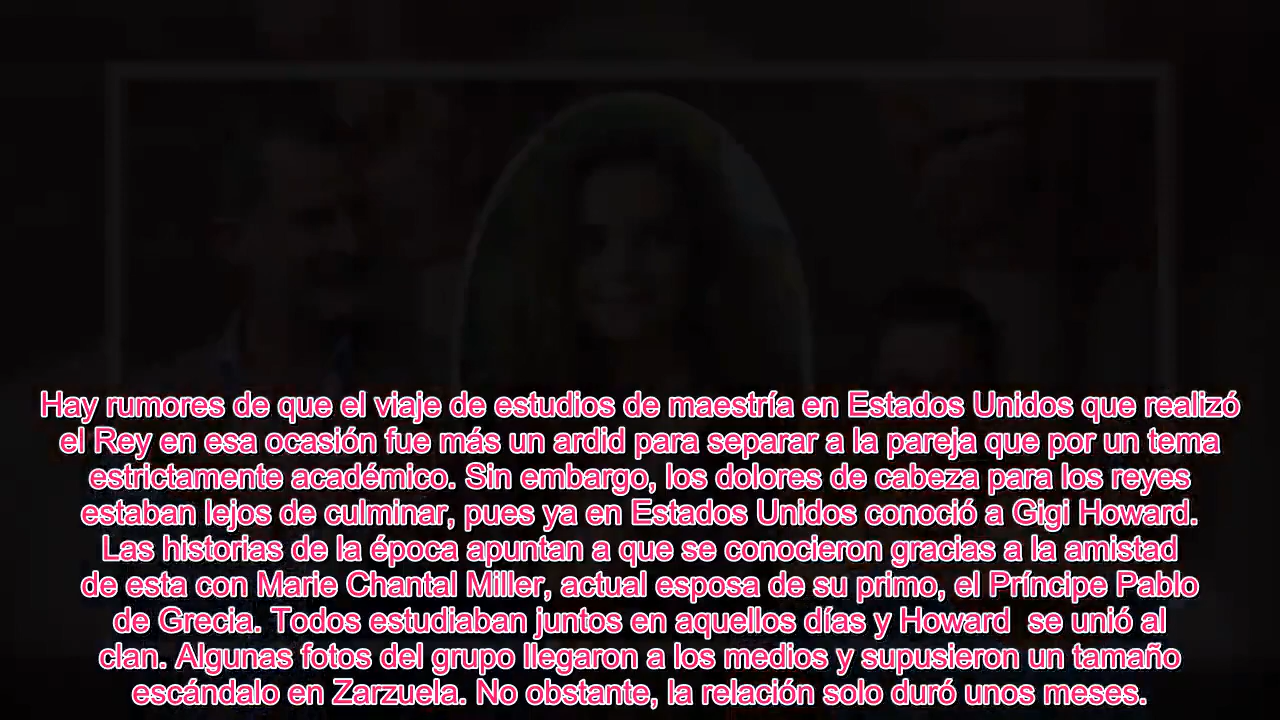 Hay rumores de que el viaje de estudios de maestría en Estados Unidos que realizó
el Rey en esa ocasión fue más un ardid para separar a la pareja que por un tema
estrictamente académico. Sin embargo, los dolores de cabeza para los reyes
estaban lejos de culminar, pues ya en Estados Unidos conoció a Gigi Howard.
Las historias de la época apuntan a que se conocieron gracias a la amistad
de esta con Marie Chantal Miller, actual esposa de su primo, el Príncipe Pablo
de Grecia. Todos estudiaban juntos en aquellos días y Howard  se unió al
clan. Algunas fotos del grupo llegaron a los medios y supusieron un tamaño
escándalo en Zarzuela. No obstante, la relación solo duró unos meses.